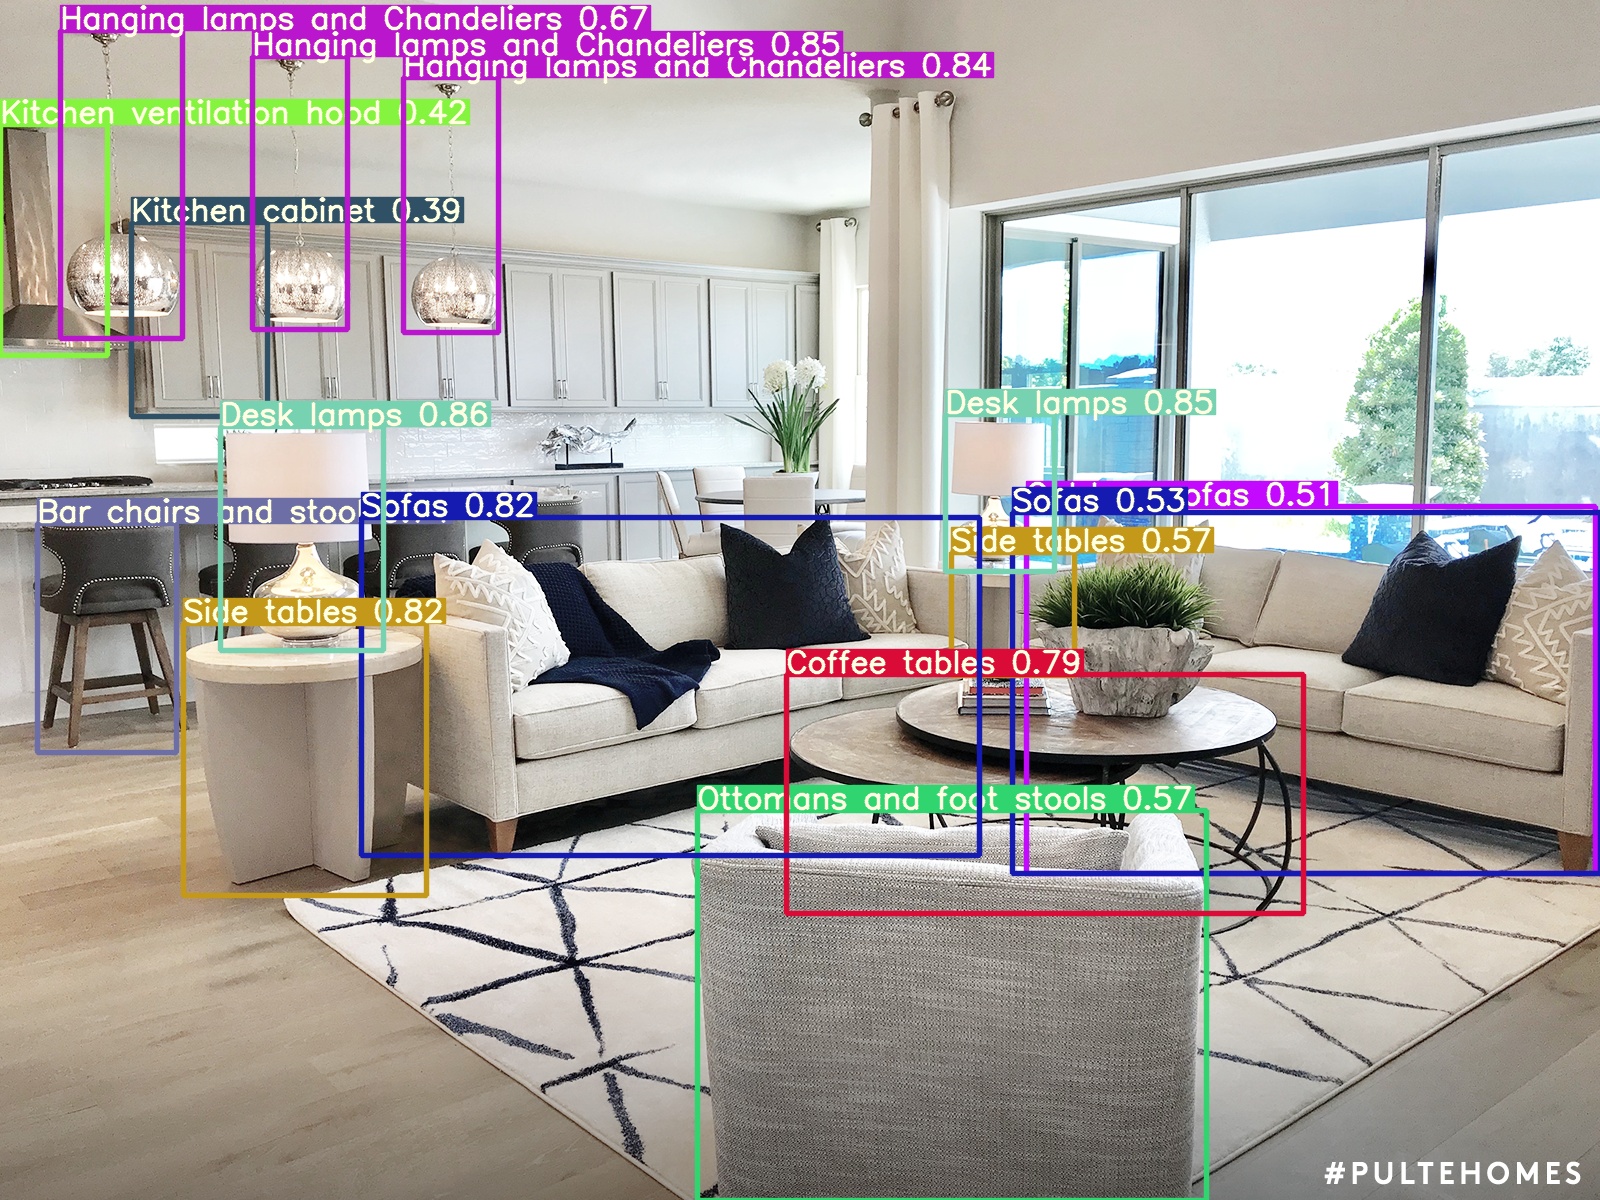 Hanging lamps and Chandeliers 0.67
Hanging lamps and Chandeliers 0.85
Hanging lamps and Chandeliers 0.84
Kitchen ventilation hood 0.42
Kitchen cabinet 0.39
Desk lamps 0.86
Desk lamps 0.85
Bar chairs and stoo
Sofas 0.82
Sofas 0.53
ofas 0.51
Side tables 0.57
Side tables 0.82
Coffee tables 0.79
Ottomans and foot stools 0.57
#PULTEHOMES